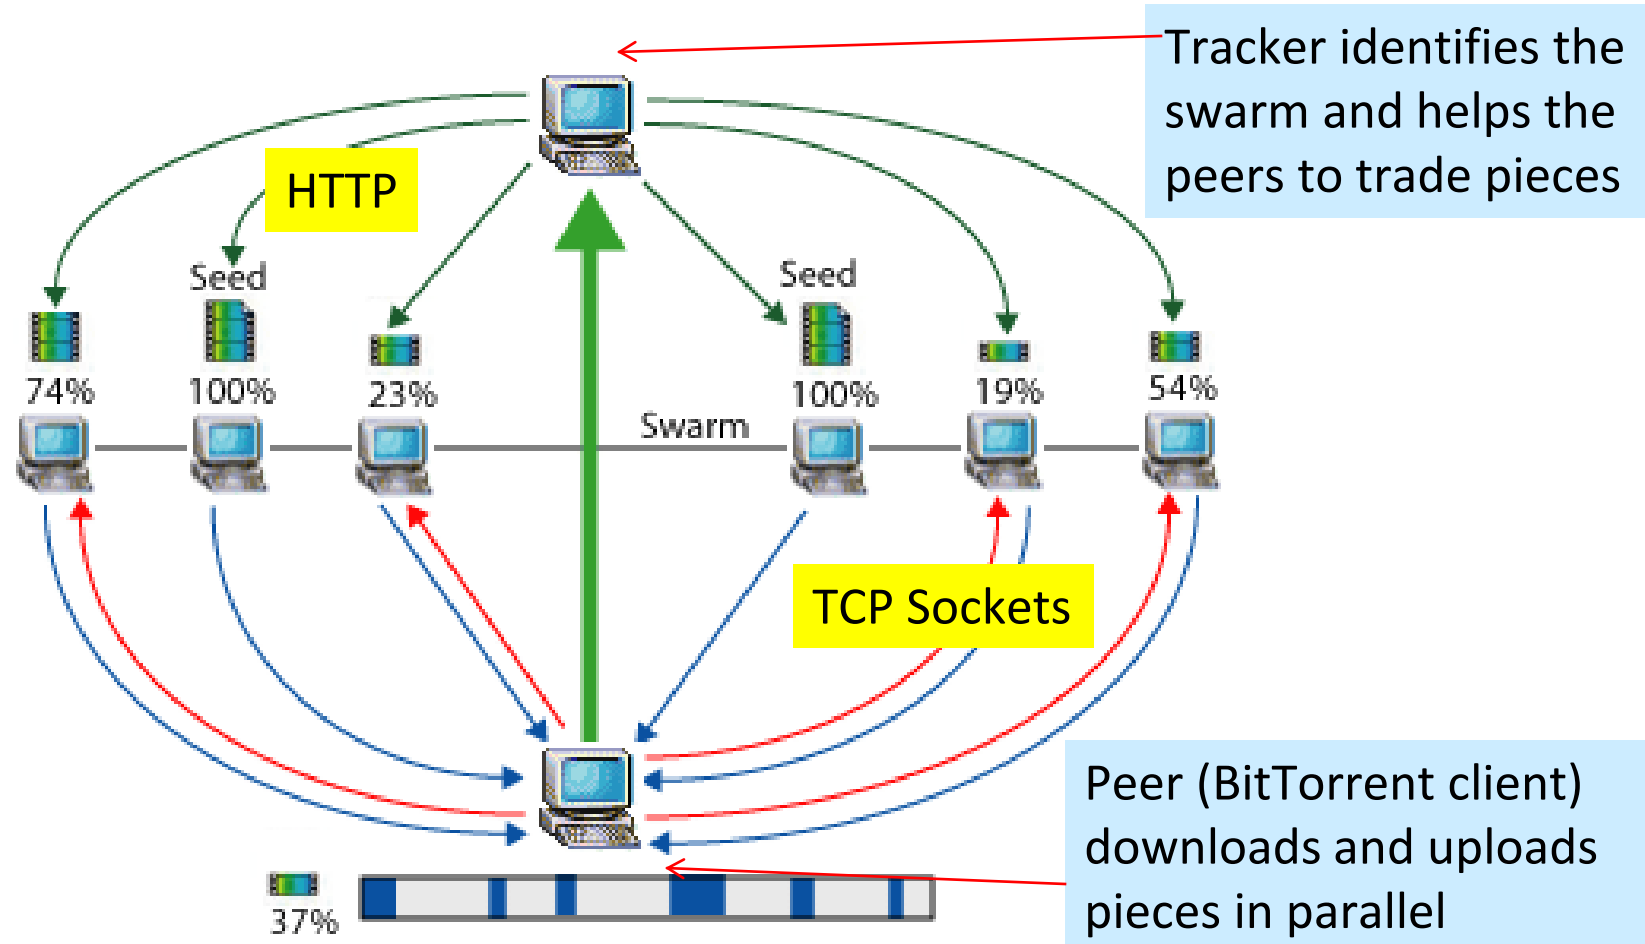 Tracker identifies the
swarm and helps the
peers to trade pieces
HTTP
Seed
Seed
74%
100%
23%
100%
19%
54%
Swarm
TCP Sockets
Peer (BitTorrent client)
downloads and uploads
pieces in parallel
37%